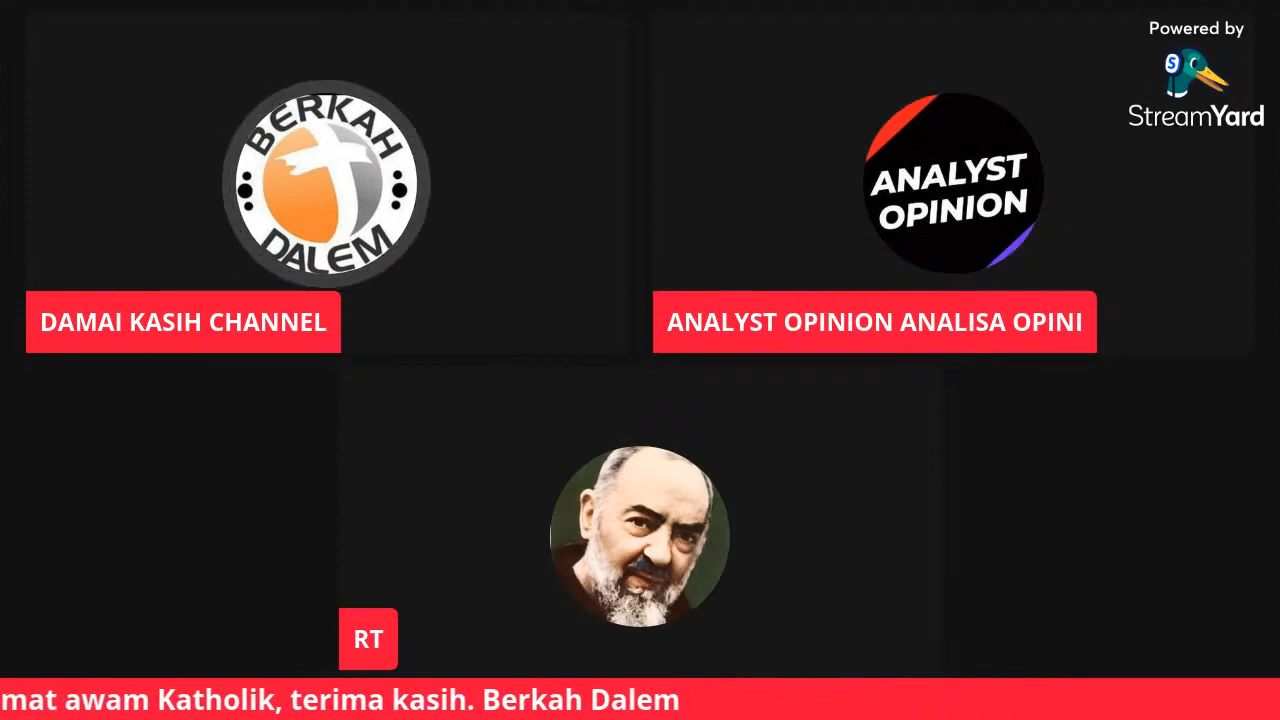 Powered by
StreamYard
BERKAH
DALEM
ANALYST
OPINION
DAMAI KASIH CHANNEL
ANALYST OPINION ANALISA OPINI
RT
mat awam Katholik, terima kasih. Berkah Dalem